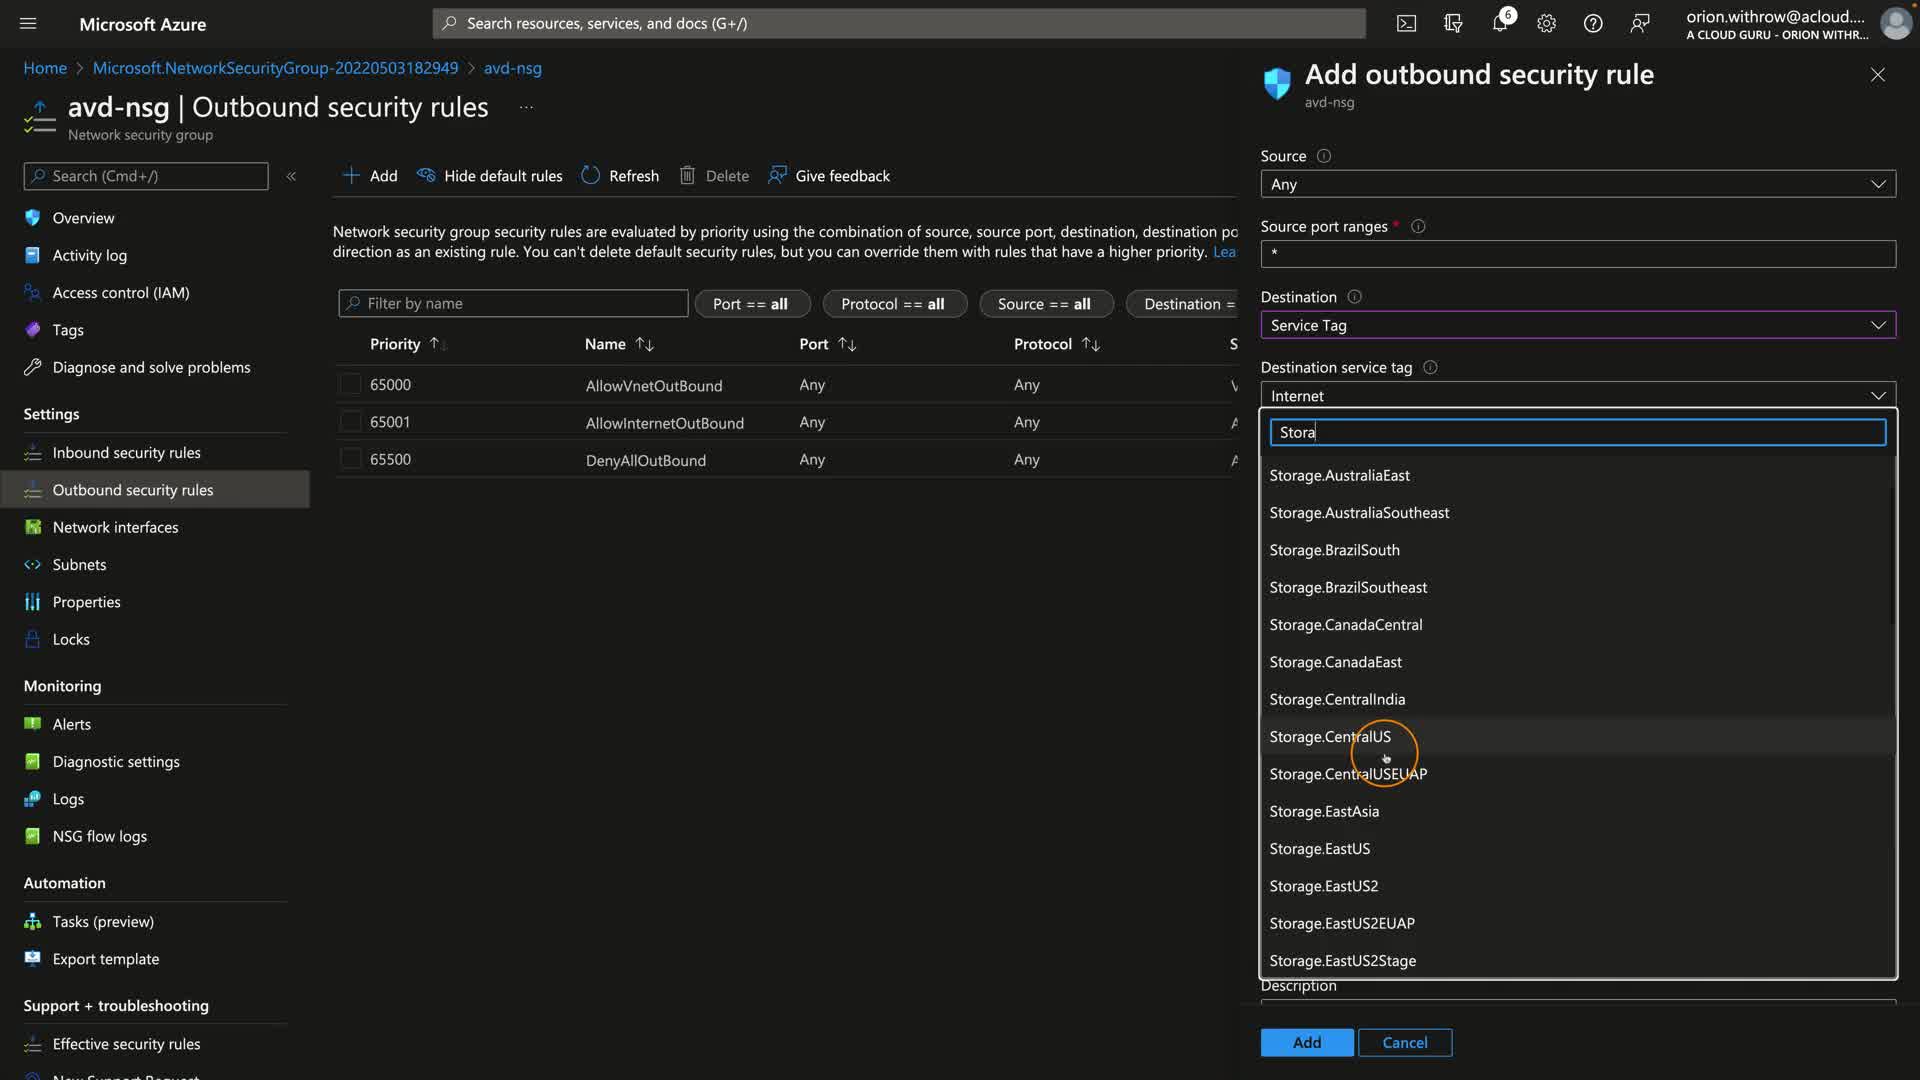 Microsoft Azure
Search resources, services, and docs (G+/)
6
orion.withrow@acloud....
A CLOUD GURU - ORION WITHR...
Home > Microsoft.NetworkSecurityGroup-20220503182949 > avd-nsg
avd-nsg | Outbound security rules ...
Network security group
Search (Cmd+/)
«
Overview
Activity log
Access control (IAM)
Tags
Diagnose and solve problems
Settings
Inbound security rules
Outbound security rules
Network interfaces
Subnets
Properties
Locks
Monitoring
Alerts
Diagnostic settings
Logs
NSG flow logs
Automation
Tasks (preview)
Export template
Support + troubleshooting
Effective security rules
New Support Request
Add Hide default rules Refresh Delete Give feedback
Network security group security rules are evaluated by priority using the combination of source, source port, destination, destination po
direction as an existing rule. You can't delete default security rules, but you can override them with rules that have a higher priority. Lea
Filter by name
Port == all
Protocol == all
Source == all
Destination =
Priority ↑↓ Name ↑↓ Port ↑↓ Protocol ↑↓ S
65000 AllowVnetOutBound Any Any V
65001 AllowInternetOutBound Any Any A
65500 DenyAllOutBound Any Any A
Add outbound security rule
avd-nsg
Source
Any
Source port ranges *
*
Destination
Service Tag
Destination service tag
Internet
Stora
Storage.AustraliaEast
Storage.AustraliaSoutheast
Storage.BrazilSouth
Storage.BrazilSoutheast
Storage.CanadaCentral
Storage.CanadaEast
Storage.CentralIndia
Storage.CentralUS
Storage.CentralUSEUAP
Storage.EastAsia
Storage.EastUS
Storage.EastUS2
Storage.EastUS2EUAP
Storage.EastUS2Stage
Description
Add
Cancel